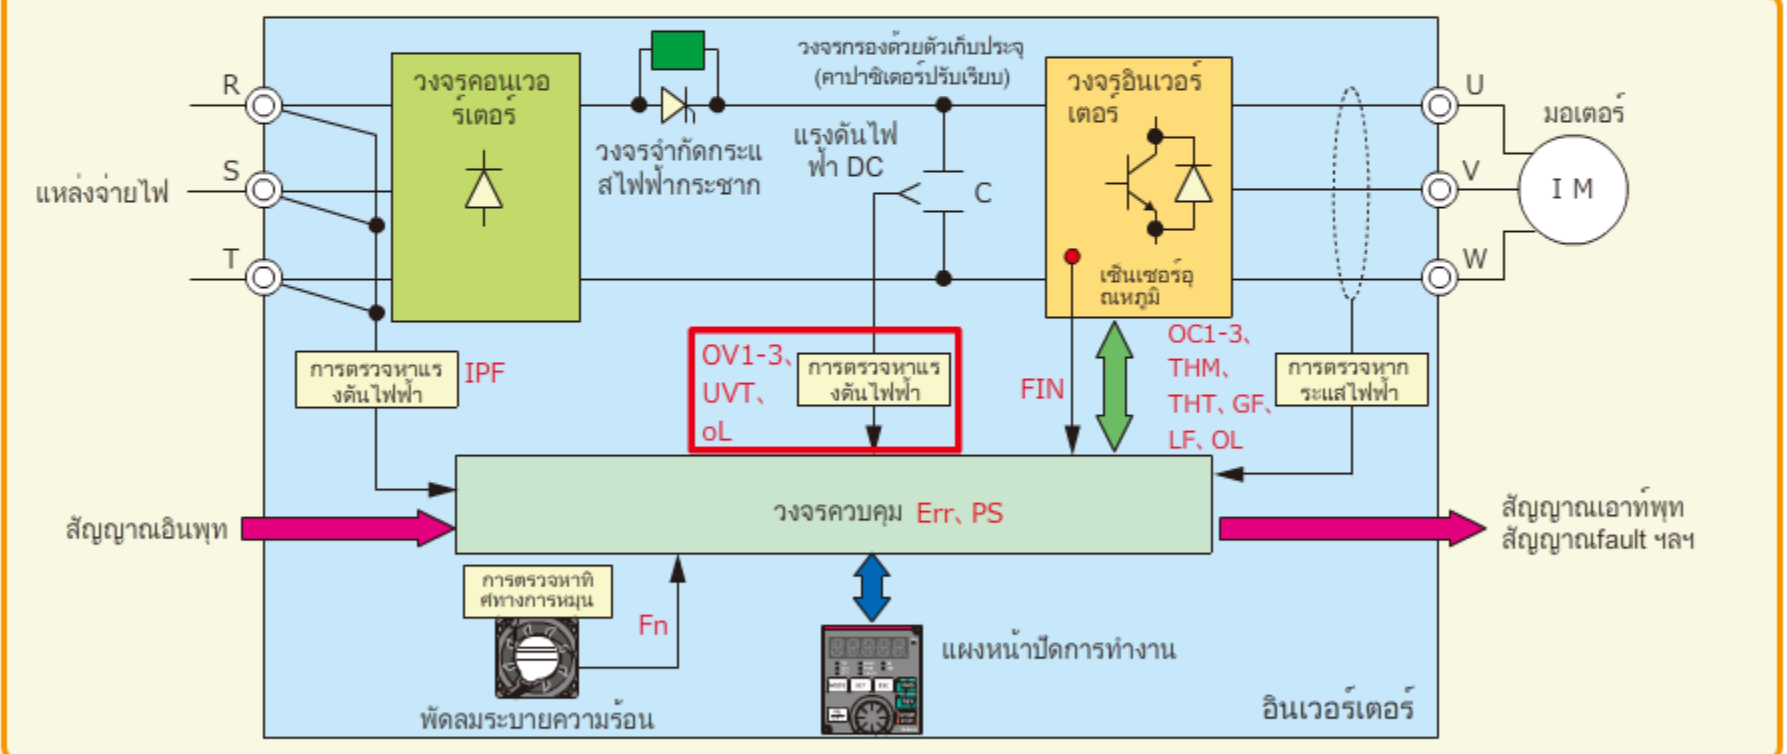 วงจรกรองด้วยตัวเก็บประจุ
(คาปาซิเตอร์ปรับเรียบ)
R
วงจรคอนเวอ
ร์เตอร์
วงจรอินเวอร์
เตอร์
U
มอเตอร์
วงจรจำกัดกระแ
สไฟฟ้ากระชาก
แรงดันไฟ
ฟ้า DC
S
แหล่งจ่ายไฟ
C
V
I M
T
เซ็นเซอร์อุ
ณหภูมิ
W
การตรวจหาแร
งดันไฟฟ้า
IPF
OV1-3、
UVT、
oL
การตรวจหาแร
งดันไฟฟ้า
FIN
OC1-3、
THM、
THT、GF、
LF、OL
การตรวจหาก
ระแสไฟฟ้า
สัญญาณอินพุท
วงจรควบคุม Err、PS
สัญญาณเอาท์พุท
สัญญาณfault ฯลฯ
การตรวจหาทิ
ศทางการหมุน
Fn
แผงหน้าปัดการทำงาน
พัดลมระบายความร้อน
อินเวอร์เตอร์